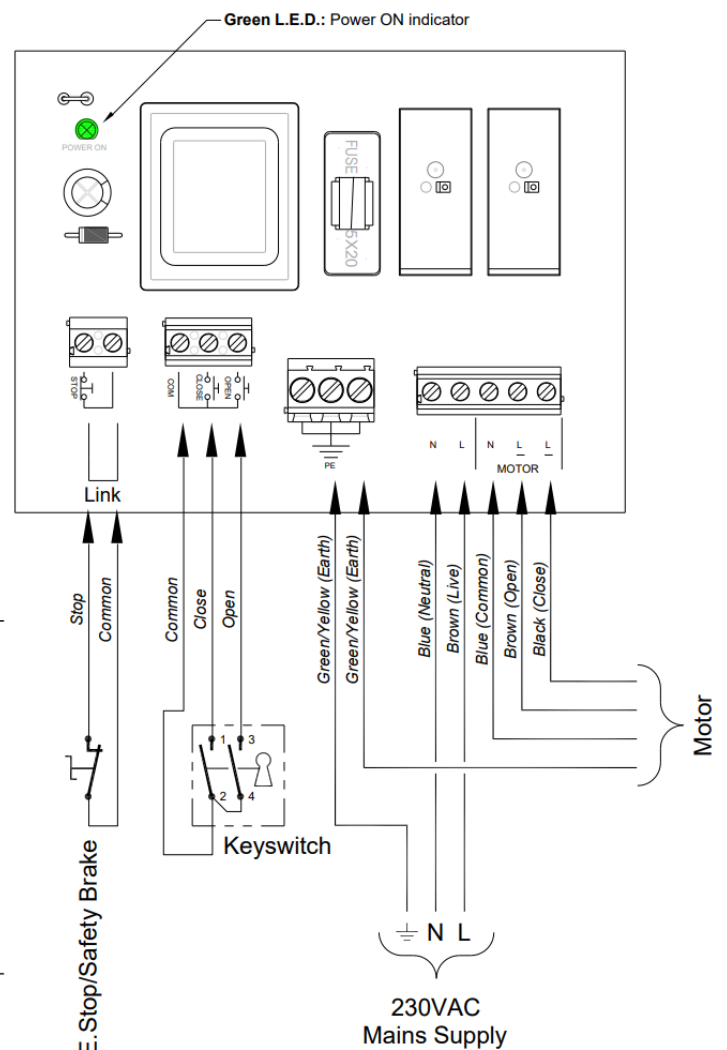 Green L.E.D.: Power ON indicator
POWER ON
FUSE 5X20
STOP
COM
CLOSE
OPEN
PE
N L N L L
MOTOR
Link
Stop
Common
Common
Close
Open
Green/Yellow (Earth)
Green/Yellow (Earth)
Blue (Neutral)
Brown (Live)
Blue (Common)
Brown (Open)
Black (Close)
Motor
1 3
2 4
Keyswitch
E.Stop/Safety Brake
N L
230VAC
Mains Supply